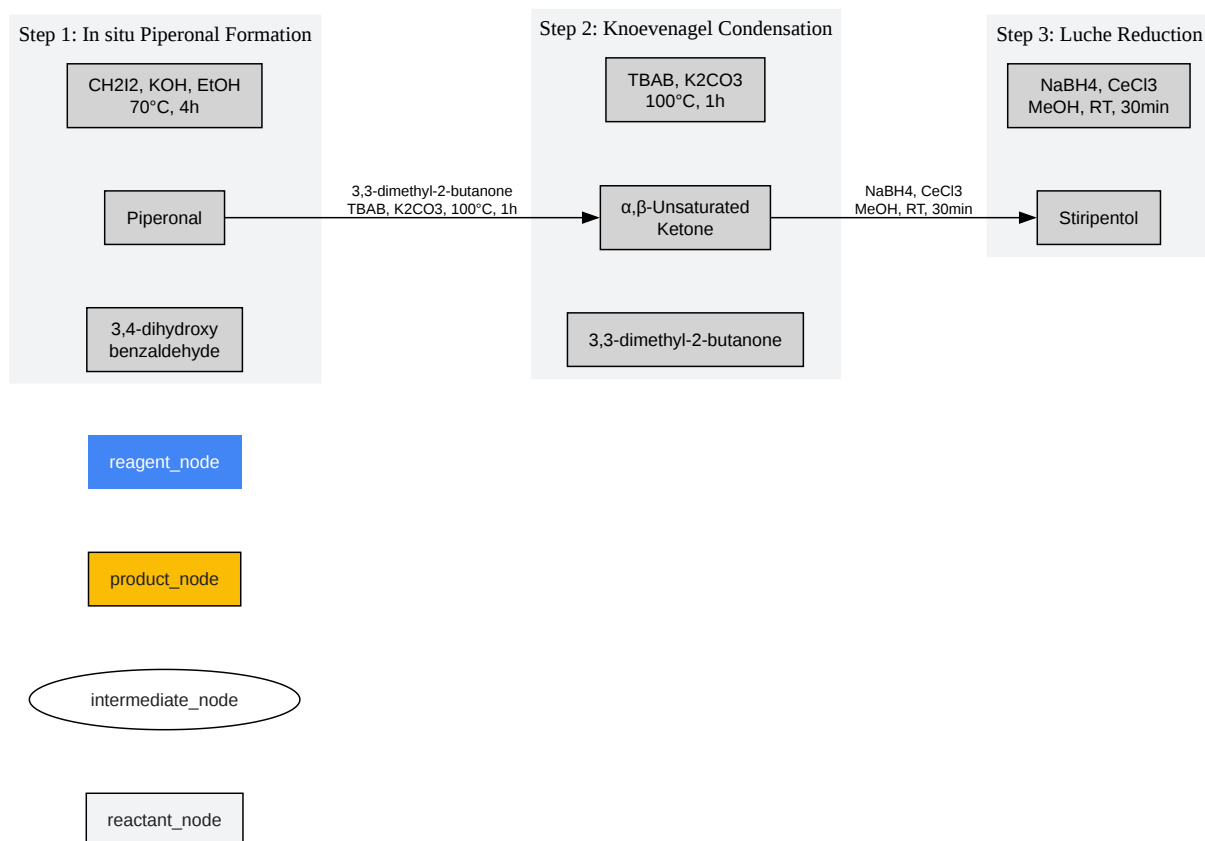 Step 1: In situ Piperonal Formation
CH2I2, KOH, EtOH
70°C, 4h
Piperonal
3,4-dihydroxy
benzaldehyde
3,3-dimethyl-2-butanone
TBAB, K2CO3, 100°C, 1h
Step 2: Knoevenagel Condensation
TBAB, K2CO3
100°C, 1h
α,β-Unsaturated
Ketone
3,3-dimethyl-2-butanone
NaBH4, CeCl3
MeOH, RT, 30min
Step 3: Luche Reduction
NaBH4, CeCl3
MeOH, RT, 30min
Stiripentol
reagent_node
product_node
intermediate_node
reactant_node